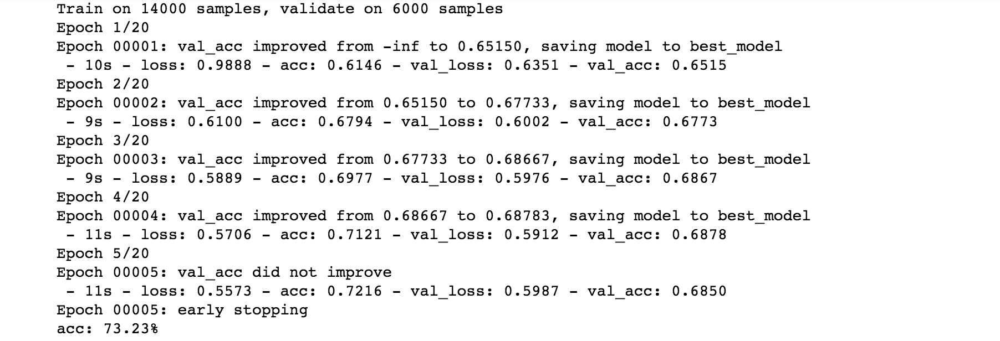 Train on 14000 samples, validate on 6000 samples
Epoch 1/20
Epoch 00001: val_acc improved from -inf to 0.65150, saving model to best_model
 - 10s - loss: 0.9888 - acc: 0.6146 - val_loss: 0.6351 - val_acc: 0.6515
Epoch 2/20
Epoch 00002: val_acc improved from 0.65150 to 0.67733, saving model to best_model
 - 9s - loss: 0.6100 - acc: 0.6794 - val_loss: 0.6002 - val_acc: 0.6773
Epoch 3/20
Epoch 00003: val_acc improved from 0.67733 to 0.68667, saving model to best_model
 - 9s - loss: 0.5889 - acc: 0.6977 - val_loss: 0.5976 - val_acc: 0.6867
Epoch 4/20
Epoch 00004: val_acc improved from 0.68667 to 0.68783, saving model to best_model
 - 11s - loss: 0.5706 - acc: 0.7121 - val_loss: 0.5912 - val_acc: 0.6878
Epoch 5/20
Epoch 00005: val_acc did not improve
 - 11s - loss: 0.5573 - acc: 0.7216 - val_loss: 0.5987 - val_acc: 0.6850
Epoch 00005: early stopping
acc: 73.23%